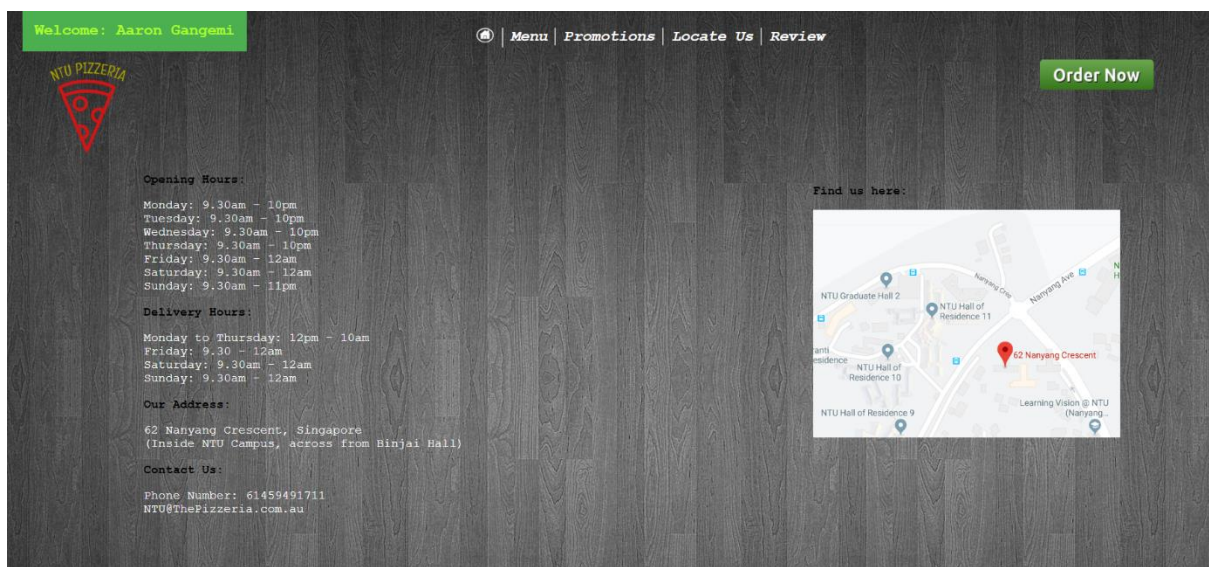 Welcome: Aaron Gangemi
Menu | Promotions | Locate Us | Review
NTU PIZZERIA
Order Now
Opening Hours:
Monday: 9.30am - 10pm
Tuesday: 9.30am - 10pm
Wednesday: 9.30am - 10pm
Thursday: 9.30am - 10pm
Friday: 9.30am - 12am
Saturday: 9.30am - 12am
Sunday: 9.30am - 11pm
Delivery Hours:
Monday to Thursday: 12pm - 10am
Friday: 9.30 - 12am
Saturday: 9.30am - 12am
Sunday: 9.30am - 12am
Our Address:
62 Nanyang Crescent, Singapore
(Inside NTU Campus, across from Binjai Hall)
Contact Us:
Phone Number: 61459491711
NTU@ThePizzeria.com.au
Find us here:
NTU Graduate Hall 2
Nanyang Cres
Nanyang Ave
N
H
NTU Hall of
Residence 11
62 Nanyang Crescent
NTU Hall of
Residence 10
Learning Vision @ NTU
(Nanyang...
NTU Hall of Residence 9